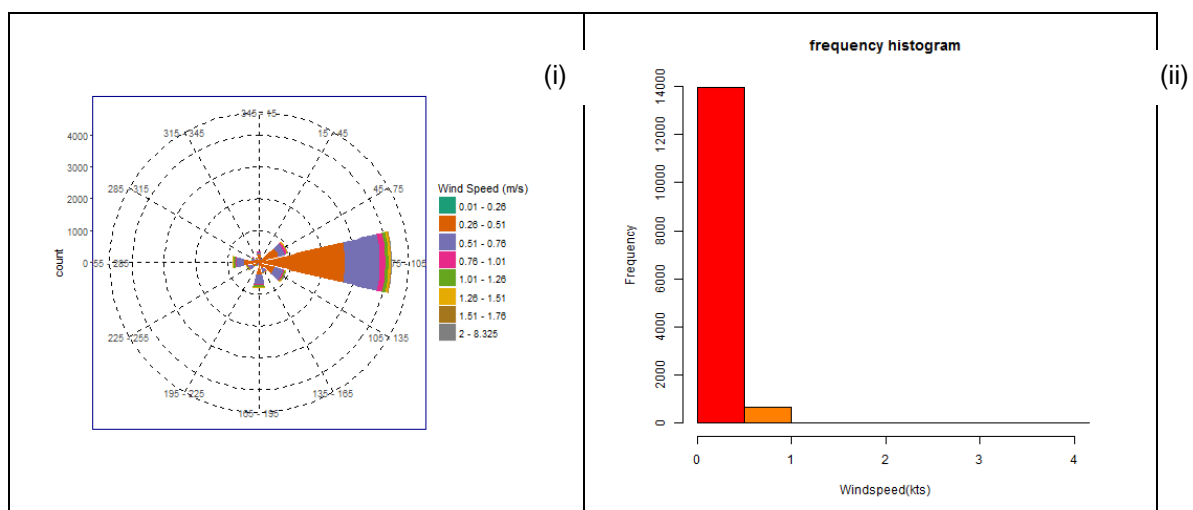 (i)
345 - 15
315 - 345
15 - 45
4000
3000
285 - 315
45 - 75
2000
1000
0
55 - 285
75 - 105
count
225 - 255
105 - 135
195 - 225
135 - 165
165 - 195
Wind Speed (m/s)
0.01 - 0.26
0.26 - 0.51
0.51 - 0.76
0.76 - 1.01
1.01 - 1.26
1.26 - 1.51
1.51 - 1.76
2 - 8.325
frequency histogram
(ii)
14000
12000
10000
8000
6000
4000
2000
0
Frequency
0 1 2 3 4
Windspeed(kts)